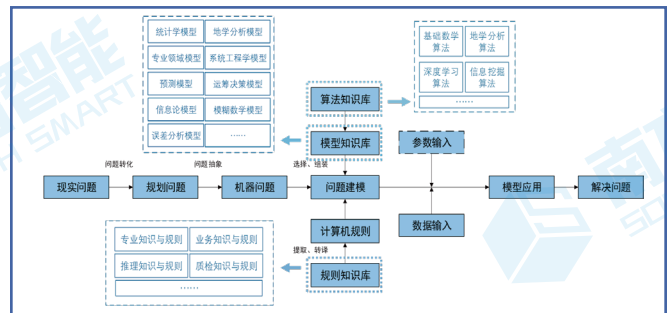 统计学模型
地学分析模型
专业领域模型
系统工程学模型
预测模型
运筹决策模型
信息论模型
模糊数学模型
误差分析模型
……
基础数学
算法
地学分析
算法
深度学习
算法
信息挖掘
算法
……
算法知识库
模型知识库
参数输入
问题转化
问题抽象
选择、组装
现实问题
规划问题
机器问题
问题建模
模型应用
解决问题
数据输入
计算机规则
提取、转译
规则知识库
专业知识与规则
业务知识与规则
推理知识与规则
质检知识与规则
……
智能
SMART